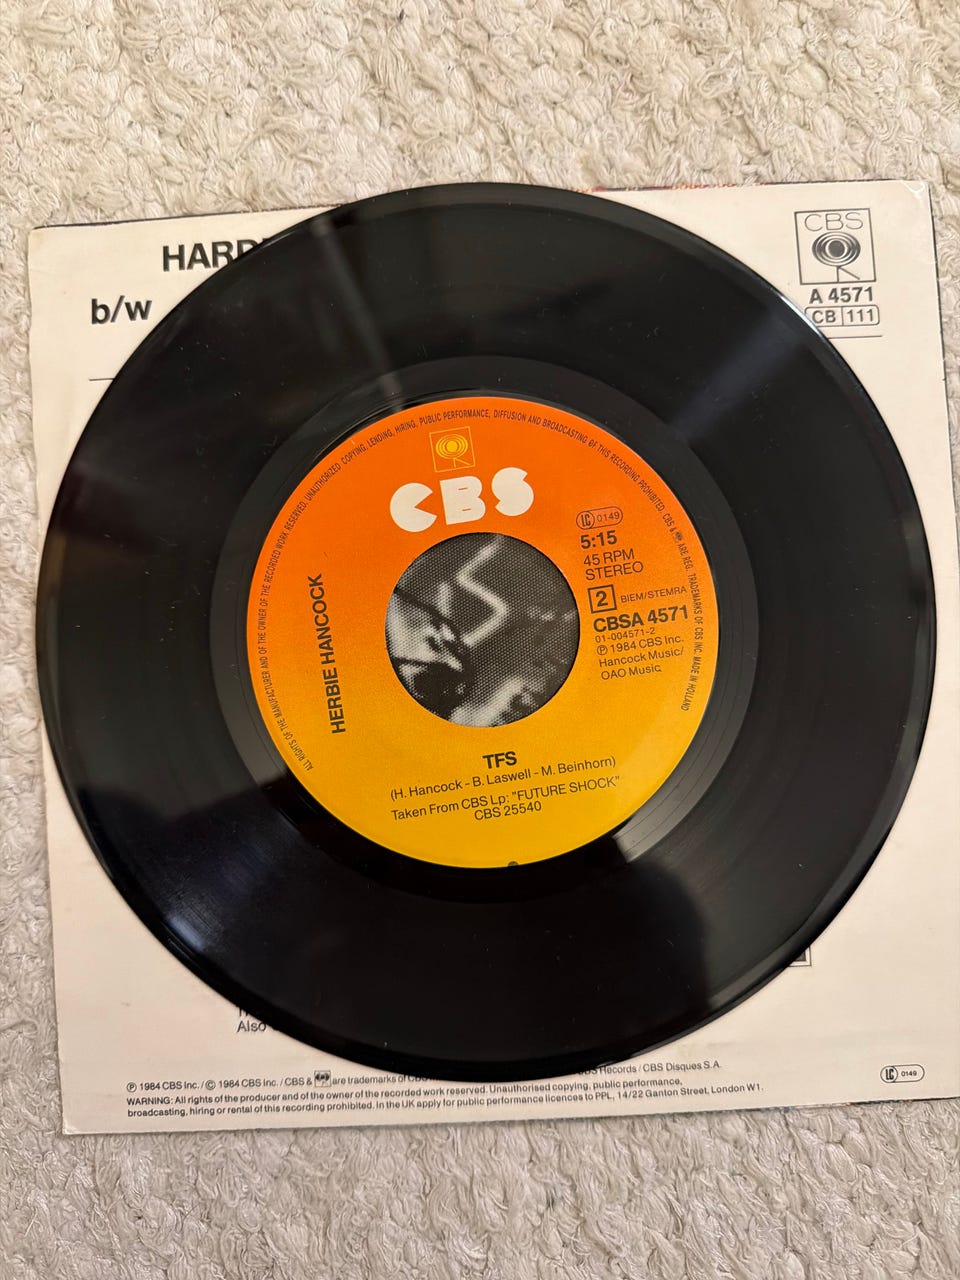 HARD
b/w
CBS
A 4571
CB 111
ALL RIGHTS OF THE MANUFACTURER AND OF THE OWNER OF THE RECORDED WORK RESERVED. UNAUTHORIZED COPYING, LENDING, HIRING, PUBLIC PERFORMANCE, DIFFUSION AND BROADCASTING OF THIS RECORDING PROHIBITED. CBS & ARE REG. TRADEMARKS OF CBS INC. MADE IN HOLLAND
CBS
LC 0149
5:15
45 RPM
STEREO
2 BIEM/STEMRA
CBSA 4571
01-004571-2
℗ 1984 CBS Inc.
Hancock Music/
OAO Music
HERBIE HANCOCK
TFS
(H. Hancock - B. Laswell - M. Beinhorn)
Taken From CBS Lp: "FUTURE SHOCK"
CBS 25540
Also
℗ 1984 CBS Inc./© 1984 CBS Inc./ CBS & are trademarks of CBS Records / CBS Disques S.A.
WARNING: All rights of the producer and of the owner of the recorded work reserved. Unauthorised copying, public performance,
broadcasting, hiring or rental of this recording prohibited. In the UK apply for public performance licences to PPL, 14/22 Ganton Street, London W1.
LC 0149